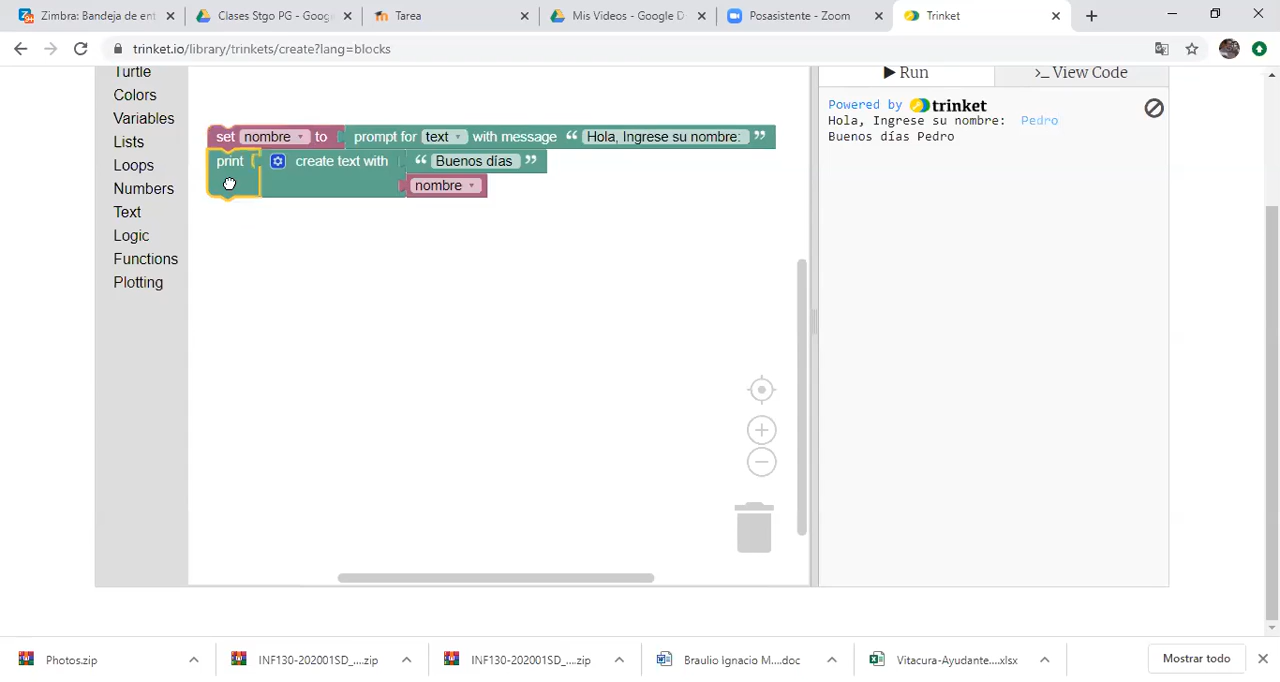 Zimbra: Bandeja de ent
Clases Stgo PG - Goog
Tarea
Mis Videos - Google D
Posasistente - Zoom
Trinket
trinket.io/library/trinkets/create?lang=blocks
Turtle
Colors
Variables
Lists
Loops
Numbers
Text
Logic
Functions
Plotting
set nombre to prompt for text with message “ Hola, Ingrese su nombre: ”
print create text with “ Buenos días ”
nombre
Run
>_ View Code
Powered by trinket
Hola, Ingrese su nombre: Pedro
Buenos días Pedro
Photos.zip
INF130-202001SD_....zip
INF130-202001SD_....zip
Braulio Ignacio M....doc
Vitacura-Ayudante....xlsx
Mostrar todo